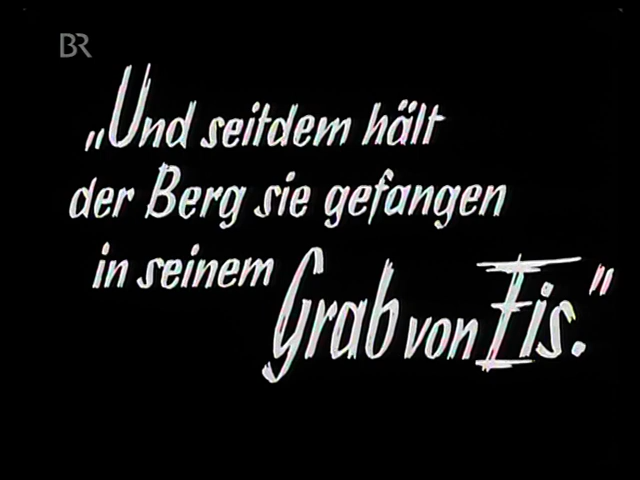 BR
„Und seitdem hält
der Berg sie gefangen
in seinem Grab von Eis."